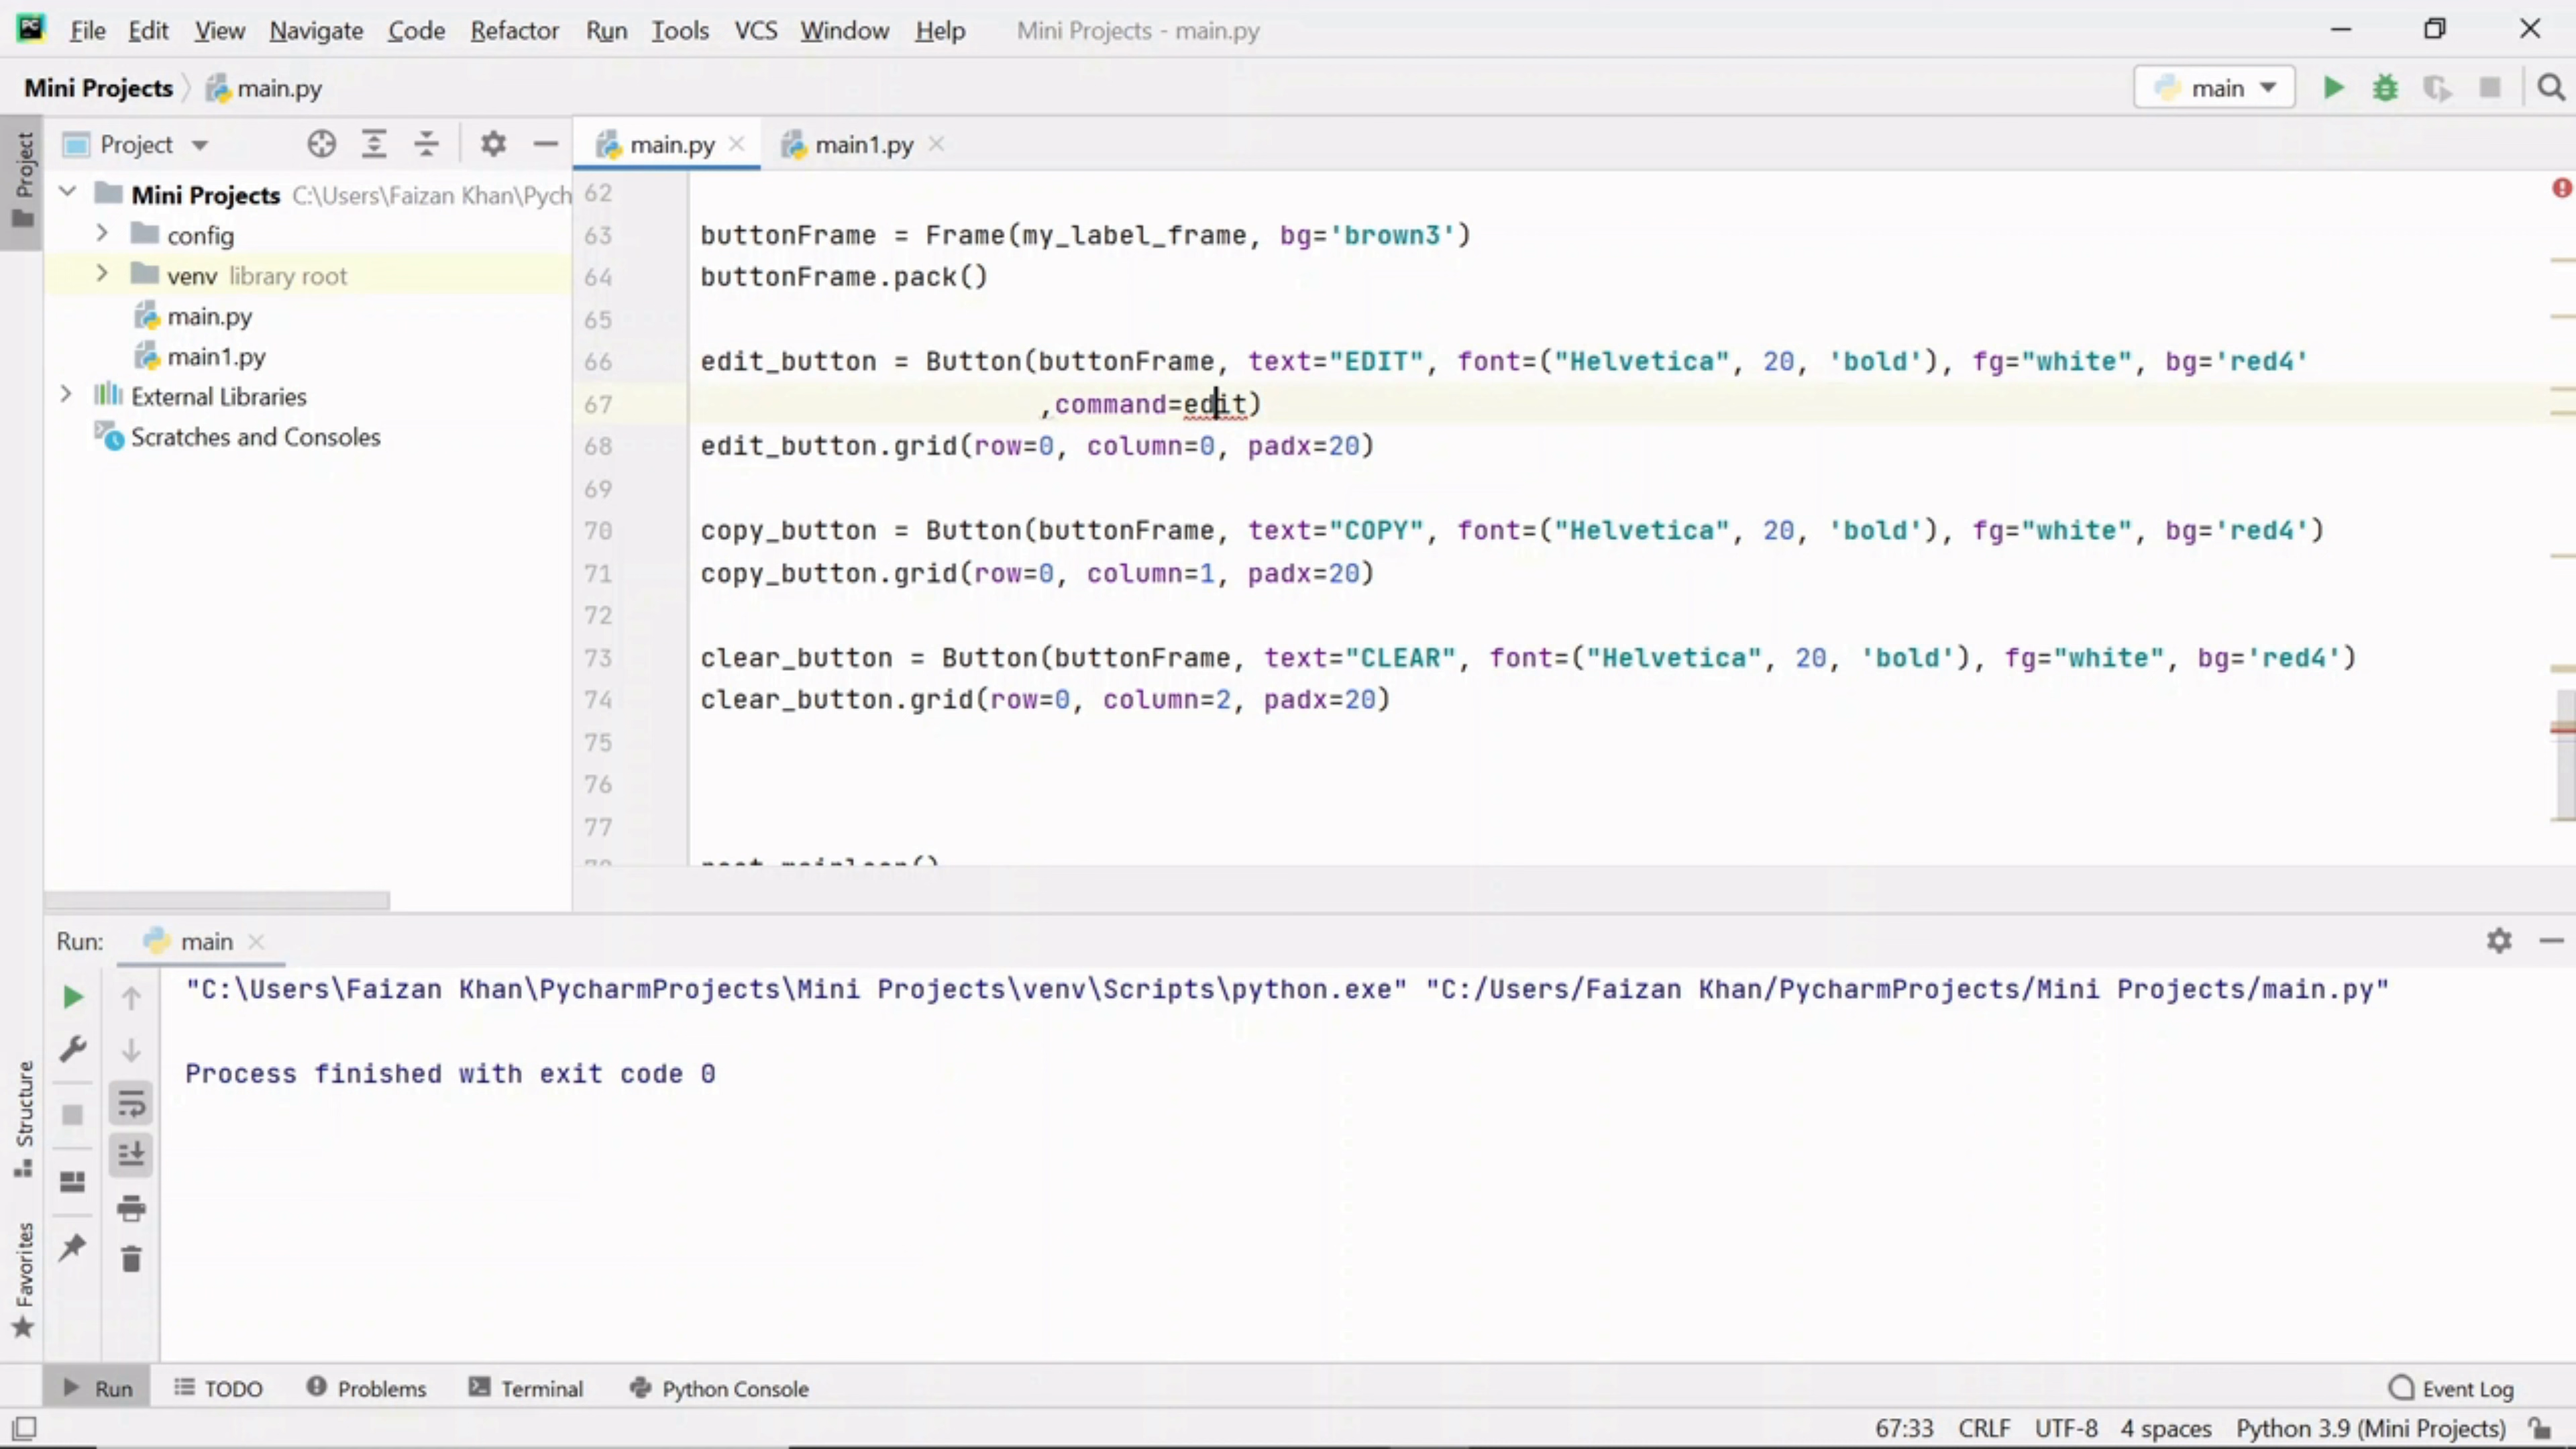 File Edit View Navigate Code Refactor Run Tools VCS Window Help Mini Projects - main.py
Mini Projects main.py main
Project
Project
main.py main1.py
Mini Projects C:\Users\Faizan Khan\Pych
config
venv library root
main.py
main1.py
External Libraries
Scratches and Consoles
62
63 buttonFrame = Frame(my_label_frame, bg='brown3')
64 buttonFrame.pack()
65
66 edit_button = Button(buttonFrame, text="EDIT", font=("Helvetica", 20, 'bold'), fg="white", bg='red4'
67 ,command=edit)
68 edit_button.grid(row=0, column=0, padx=20)
69
70 copy_button = Button(buttonFrame, text="COPY", font=("Helvetica", 20, 'bold'), fg="white", bg='red4')
71 copy_button.grid(row=0, column=1, padx=20)
72
73 clear_button = Button(buttonFrame, text="CLEAR", font=("Helvetica", 20, 'bold'), fg="white", bg='red4')
74 clear_button.grid(row=0, column=2, padx=20)
75
76
77
Run: main
"C:\Users\Faizan Khan\PycharmProjects\Mini Projects\venv\Scripts\python.exe" "C:/Users/Faizan Khan/PycharmProjects/Mini Projects/main.py"
Process finished with exit code 0
Structure
Favorites
Run TODO Problems Terminal Python Console Event Log
67:33 CRLF UTF-8 4 spaces Python 3.9 (Mini Projects)